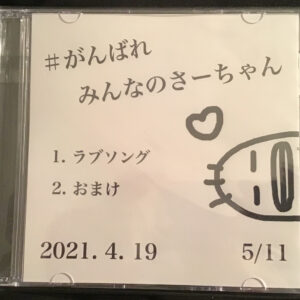 #がんばれ
みんなのさーちゃん
1. ラブソング
2. おまけ
2021. 4. 19 5/11